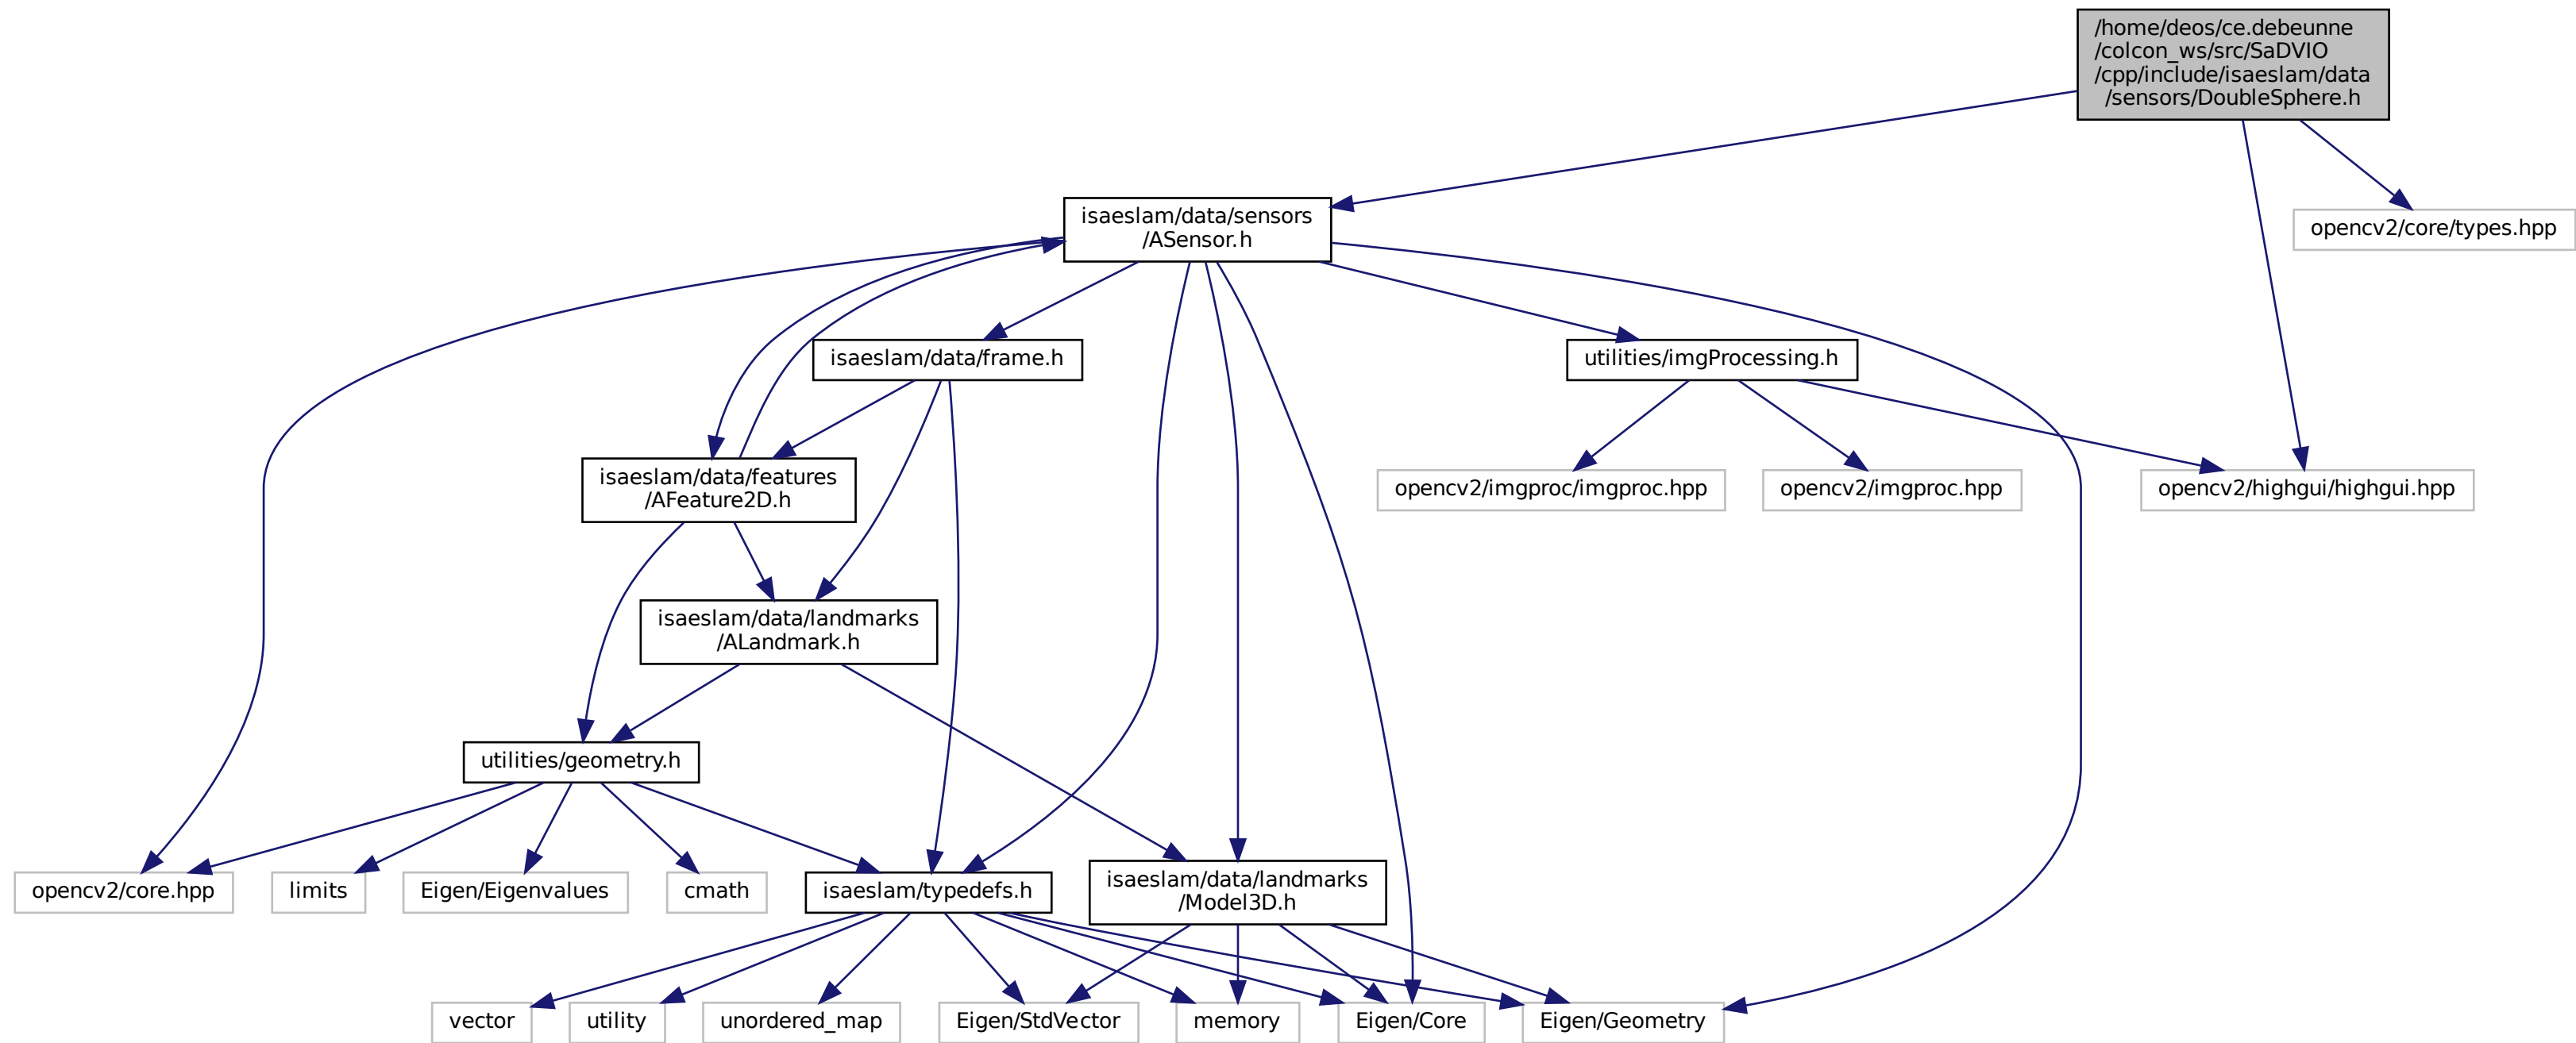 /home/deos/ce.debeunne
/colcon_ws/src/SaDVIO
/cpp/include/isaeslam/data
/sensors/DoubleSphere.h
isaeslam/data/sensors
/ASensor.h
opencv2/core/types.hpp
isaeslam/data/frame.h
utilities/imgProcessing.h
isaeslam/data/features
/AFeature2D.h
opencv2/imgproc/imgproc.hpp
opencv2/imgproc.hpp
opencv2/highgui/highgui.hpp
isaeslam/data/landmarks
/ALandmark.h
utilities/geometry.h
opencv2/core.hpp
limits
Eigen/Eigenvalues
cmath
isaeslam/typedefs.h
isaeslam/data/landmarks
/Model3D.h
vector
utility
unordered_map
Eigen/StdVector
memory
Eigen/Core
Eigen/Geometry